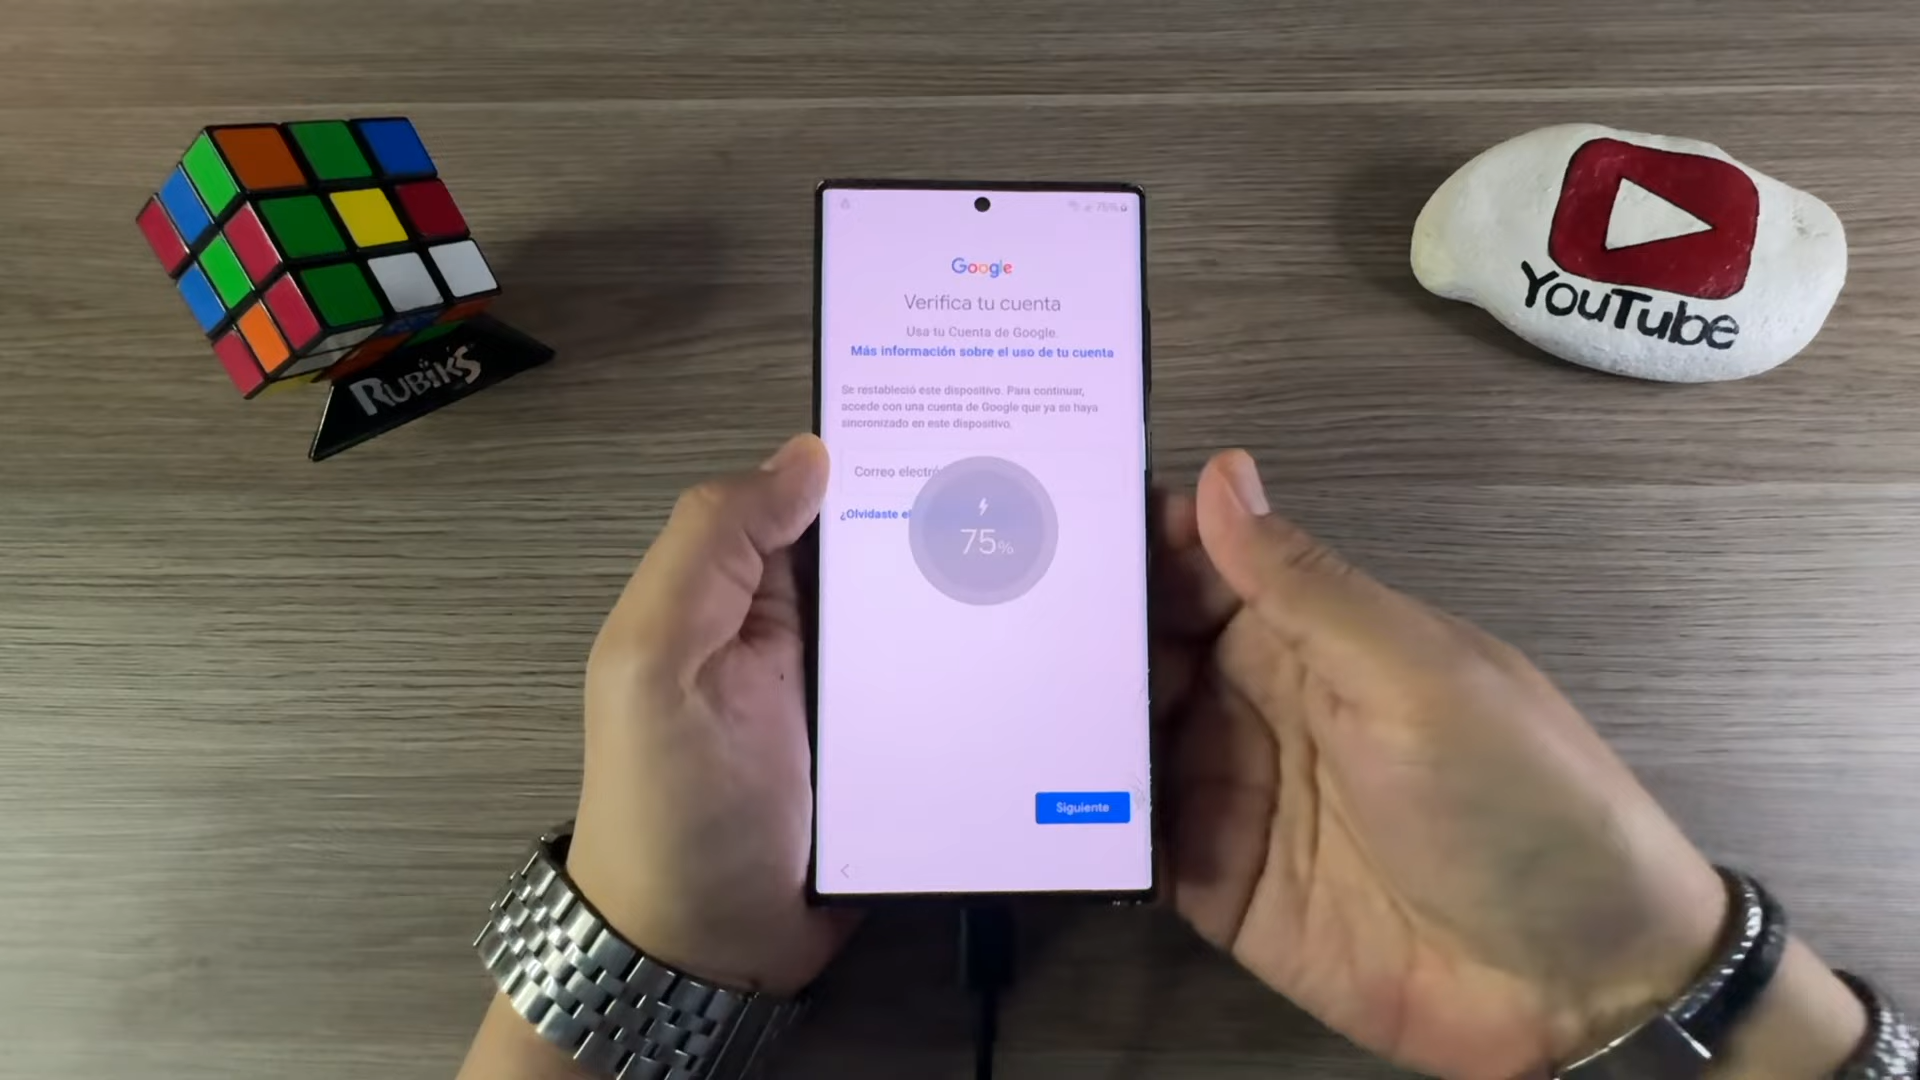 75%
Google
Verifica tu cuenta
Usa tu Cuenta de Google.
Más información sobre el uso de tu cuenta
Se restableció este dispositivo. Para continuar,
accede con una cuenta de Google que ya se haya
sincronizado en este dispositivo.
Correo electró
¿Olvidaste el
75%
Siguiente
RUBIK'S
YouTube